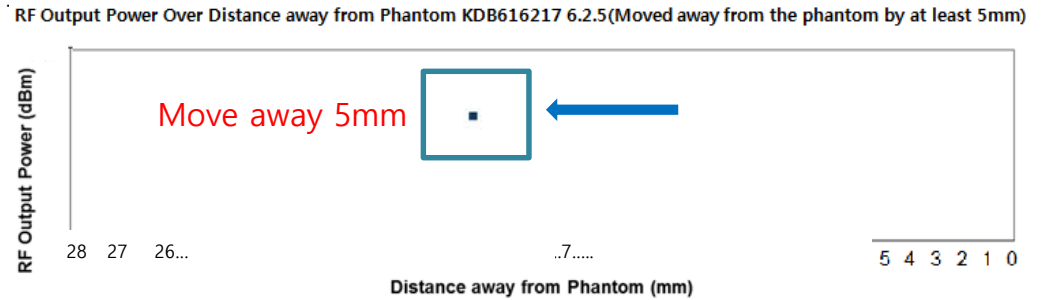 RF Output Power Over Distance away from Phantom KDB616217 6.2.5(Moved away from the phantom by at least 5mm)
RF Output Power (dBm)
Move away 5mm
28 27 26... ..7..... 5 4 3 2 1 0
Distance away from Phantom (mm)